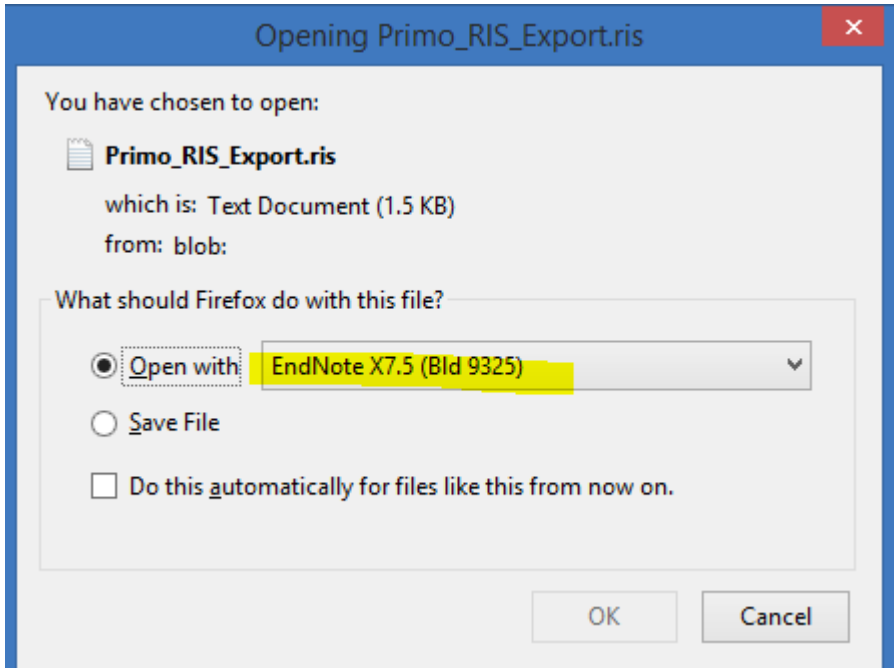 Opening Primo_RIS_Export.ris
You have chosen to open:
Primo_RIS_Export.ris
which is: Text Document (1.5 KB)
from: blob:
What should Firefox do with this file?
Open with EndNote X7.5 (Bld 9325)
Save File
Do this automatically for files like this from now on.
OK Cancel